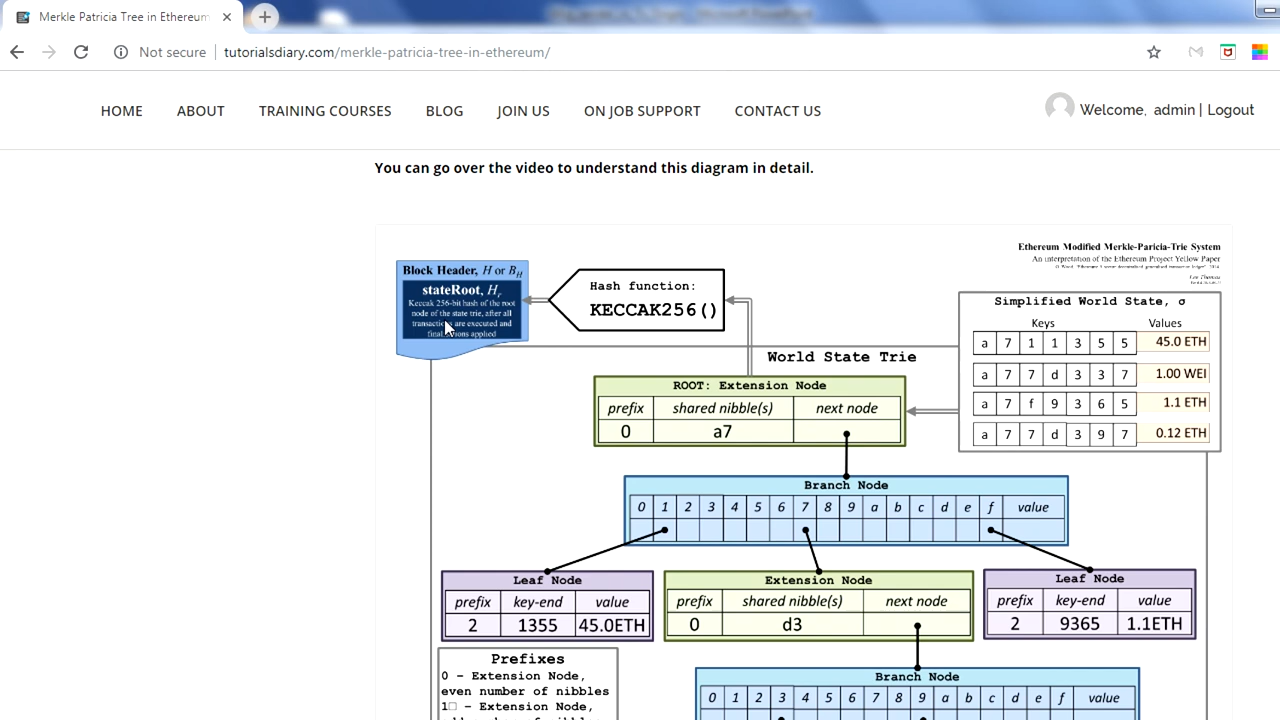 Merkle Patricia Tree in Ethereum
Not secure
tutorialsdiary.com/merkle-patricia-tree-in-ethereum/
HOME ABOUT TRAINING COURSES BLOG JOIN US ON JOB SUPPORT CONTACT US
Welcome, admin | Logout
You can go over the video to understand this diagram in detail.
Ethereum Modified Merkle-Paricia-Trie System
An interpretation of the Ethereum Project Yellow Paper
Lee Thomas
Block Header, H or BH
stateRoot, Hr
Keccak 256-bit hash of the root
node of the state trie, after all
transactions are executed and
finalisations applied
Hash function:
KECCAK256()
Simplified World State, σ
Keys Values
a 7 1 1 3 5 5 45.0 ETH
a 7 7 d 3 3 7 1.00 WEI
a 7 f 9 3 6 5 1.1 ETH
a 7 7 d 3 9 7 0.12 ETH
World State Trie
ROOT: Extension Node
prefix shared nibble(s) next node
0 a7
Branch Node
0 1 2 3 4 5 6 7 8 9 a b c d e f value
Leaf Node
prefix key-end value
2 1355 45.0ETH
Extension Node
prefix shared nibble(s) next node
0 d3
Leaf Node
prefix key-end value
2 9365 1.1ETH
Prefixes
0 - Extension Node,
even number of nibbles
1□ - Extension Node,
Branch Node
0 1 2 3 4 5 6 7 8 9 a b c d e f value